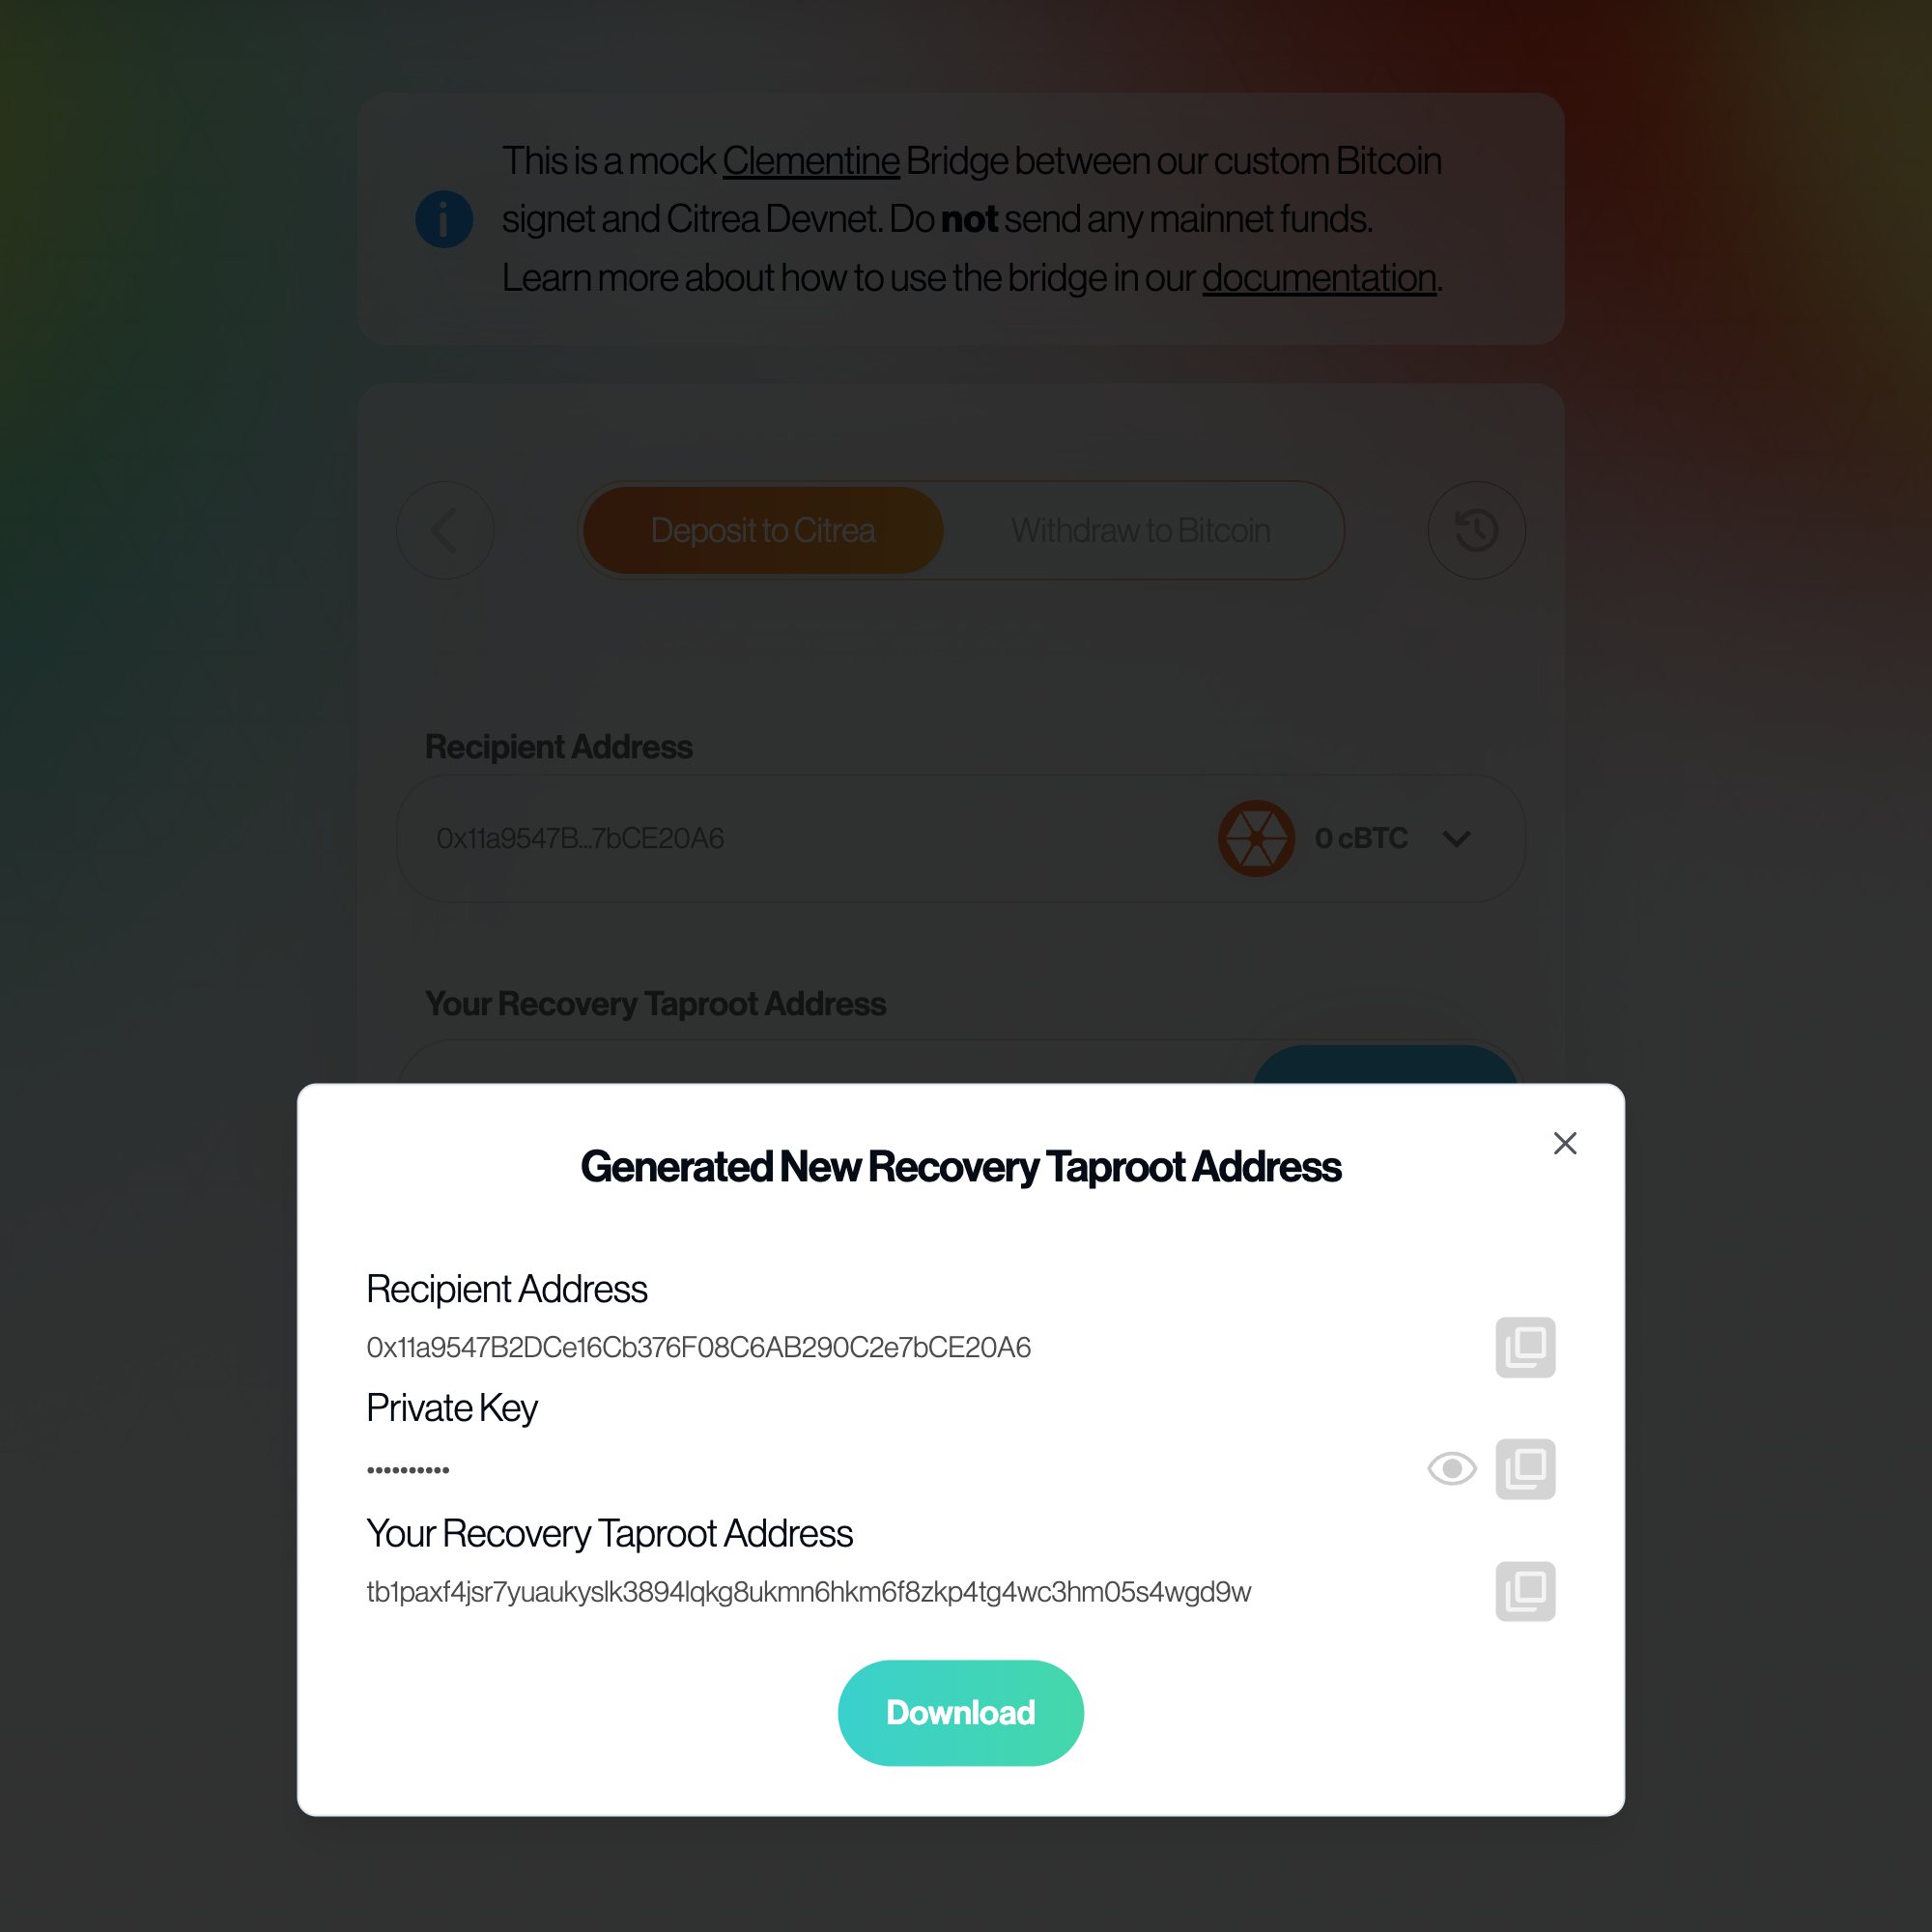 This is a mock Clementine Bridge between our custom Bitcoin
signet and Citrea Devnet. Do not send any mainnet funds.
Learn more about how to use the bridge in our documentation.
Deposit to Citrea
Withdraw to Bitcoin
Recipient Address
0x11a9547B...7bCE20A6
0 cBTC
Your Recovery Taproot Address
Generated New Recovery Taproot Address
Recipient Address
0x11a9547B2DCe16Cb376F08C6AB290C2e7bCE20A6
Private Key
••••••••••
Your Recovery Taproot Address
tb1paxf4jsr7yuaukyslk3894lqkg8ukmn6hkm6f8zkp4tg4wc3hm05s4wgd9w
Download